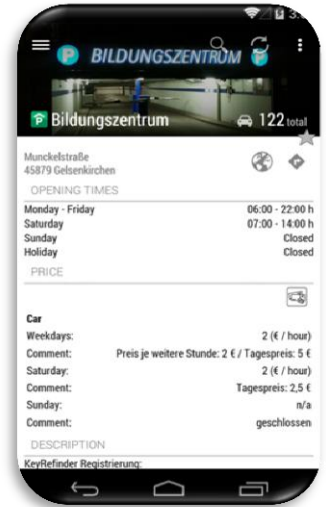 P BILDUNGSZENTRUM P
P Bildungszentrum 122 total
Munckelstraße
45879 Gelsenkirchen
OPENING TIMES
Monday - Friday 06:00 - 22:00 h
Saturday 07:00 - 14:00 h
Sunday Closed
Holiday Closed
PRICE
Car
Weekdays: 2 (€ / hour)
Comment: Preis je weitere Stunde: 2 € / Tagespreis: 5 €
Saturday: 2 (€ / hour)
Comment: Tagespreis: 2,5 €
Sunday: n/a
Comment: geschlossen
DESCRIPTION
KeyRefinder Registrierung: